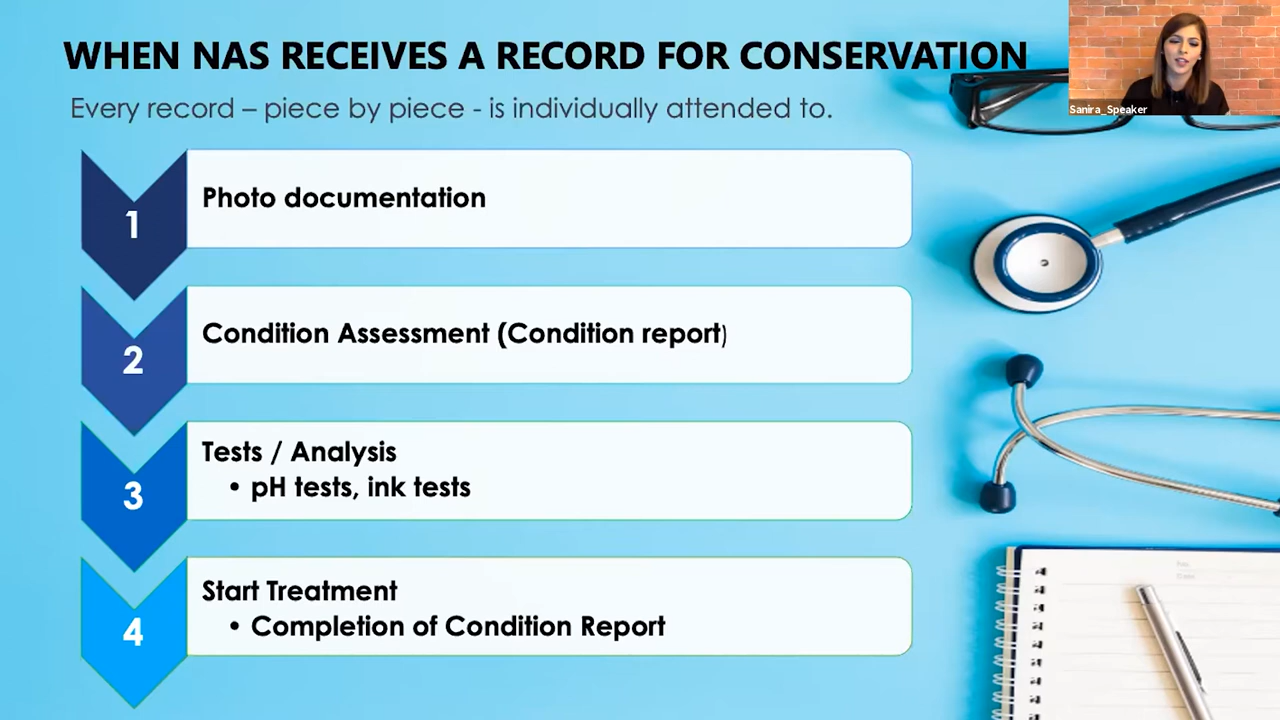 WHEN NAS RECEIVES A RECORD FOR CONSERVATION
Every record – piece by piece - is individually attended to.
Sanira_Speaker
1
Photo documentation
2
Condition Assessment (Condition report)
3
Tests / Analysis
• pH tests, ink tests
4
Start Treatment
• Completion of Condition Report